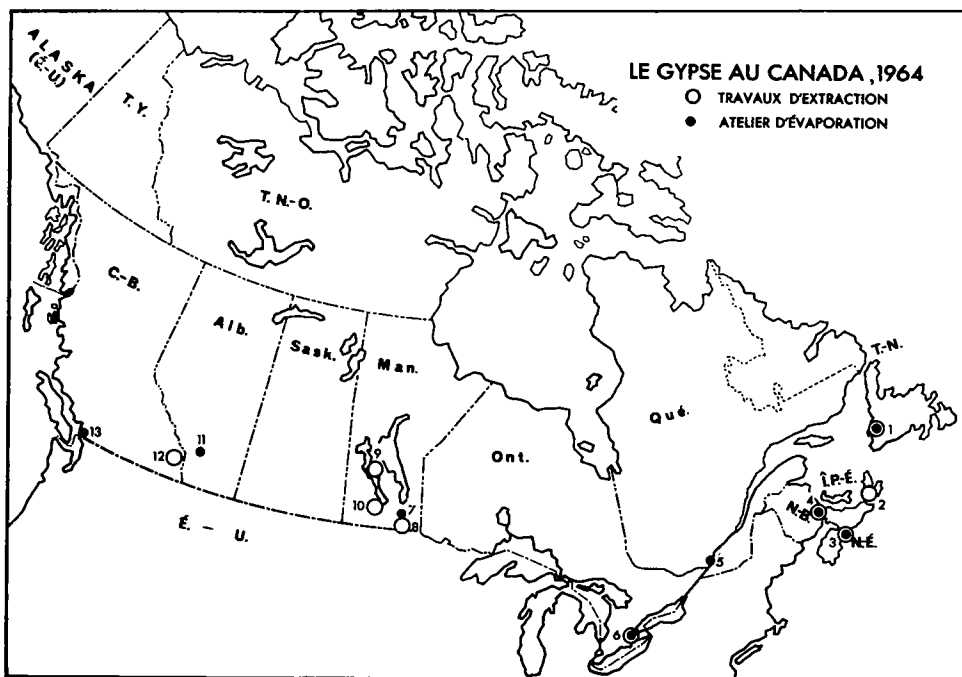 LE GYPSE AU CANADA, 1964
TRAVAUX D'EXTRACTION
ATELIER D'ÉVAPORATION
ALASKA
(É.-U)
T.Y.
T.N.-O.
C.-B.
Alb.
Sask.
Man.
Ont.
Qué.
T.-N.
Î.P.-É.
N.-B.
N.-É.
É. - U.
1
2
3
4
5
6
7
8
9
10
11
12
13